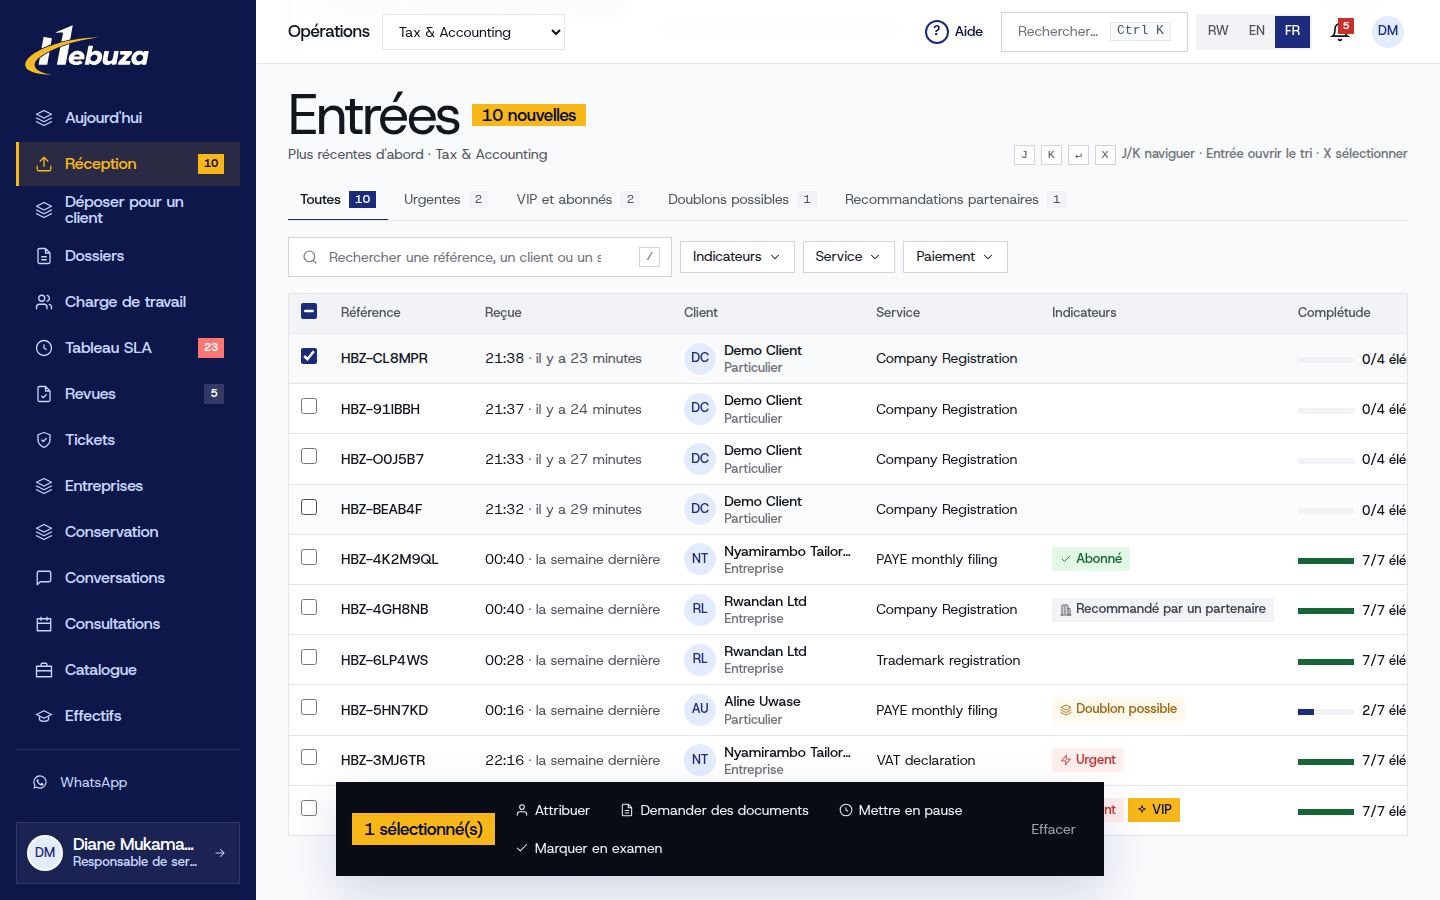 Hebuza
Aujourd'hui
Réception 10
Déposer pour un
client
Dossiers
Charge de travail
Tableau SLA 23
Revues 5
Tickets
Entreprises
Conservation
Conversations
Consultations
Catalogue
Effectifs
WhatsApp
DM Diane Mukama...
Responsable de ser...
Opérations Tax & Accounting ? Aide Rechercher... Ctrl K RW EN FR 5 DM
Entrées 10 nouvelles
Plus récentes d'abord · Tax & Accounting
J K ↵ X J/K naviguer · Entrée ouvrir le tri · X sélectionner
Toutes 10 Urgentes 2 VIP et abonnés 2 Doublons possibles 1 Recommandations partenaires 1
Rechercher une référence, un client ou un s / Indicateurs Service Paiement
Référence Reçue Client Service Indicateurs Complétude
HBZ-CL8MPR 21:38 · il y a 23 minutes DC Demo Client Company Registration 0/4 élé
Particulier
HBZ-91IBBH 21:37 · il y a 24 minutes DC Demo Client Company Registration 0/4 élé
Particulier
HBZ-O0J5B7 21:33 · il y a 27 minutes DC Demo Client Company Registration 0/4 élé
Particulier
HBZ-BEAB4F 21:32 · il y a 29 minutes DC Demo Client Company Registration 0/4 élé
Particulier
HBZ-4K2M9QL 00:40 · la semaine dernière NT Nyamirambo Tailor... PAYE monthly filing Abonné 7/7 élé
Entreprise
HBZ-4GH8NB 00:40 · la semaine dernière RL Rwandan Ltd Company Registration Recommandé par un partenaire 7/7 élé
Entreprise
HBZ-6LP4WS 00:28 · la semaine dernière RL Rwandan Ltd Trademark registration 7/7 élé
Entreprise
HBZ-5HN7KD 00:16 · la semaine dernière AU Aline Uwase PAYE monthly filing Doublon possible 2/7 élé
Particulier
HBZ-3MJ6TR 22:16 · la semaine dernière NT Nyamirambo Tailor... VAT declaration Urgent 7/7 élé
Entreprise
nt VIP 7/7 élé
1 sélectionné(s) Attribuer Demander des documents Mettre en pause Effacer
Marquer en examen